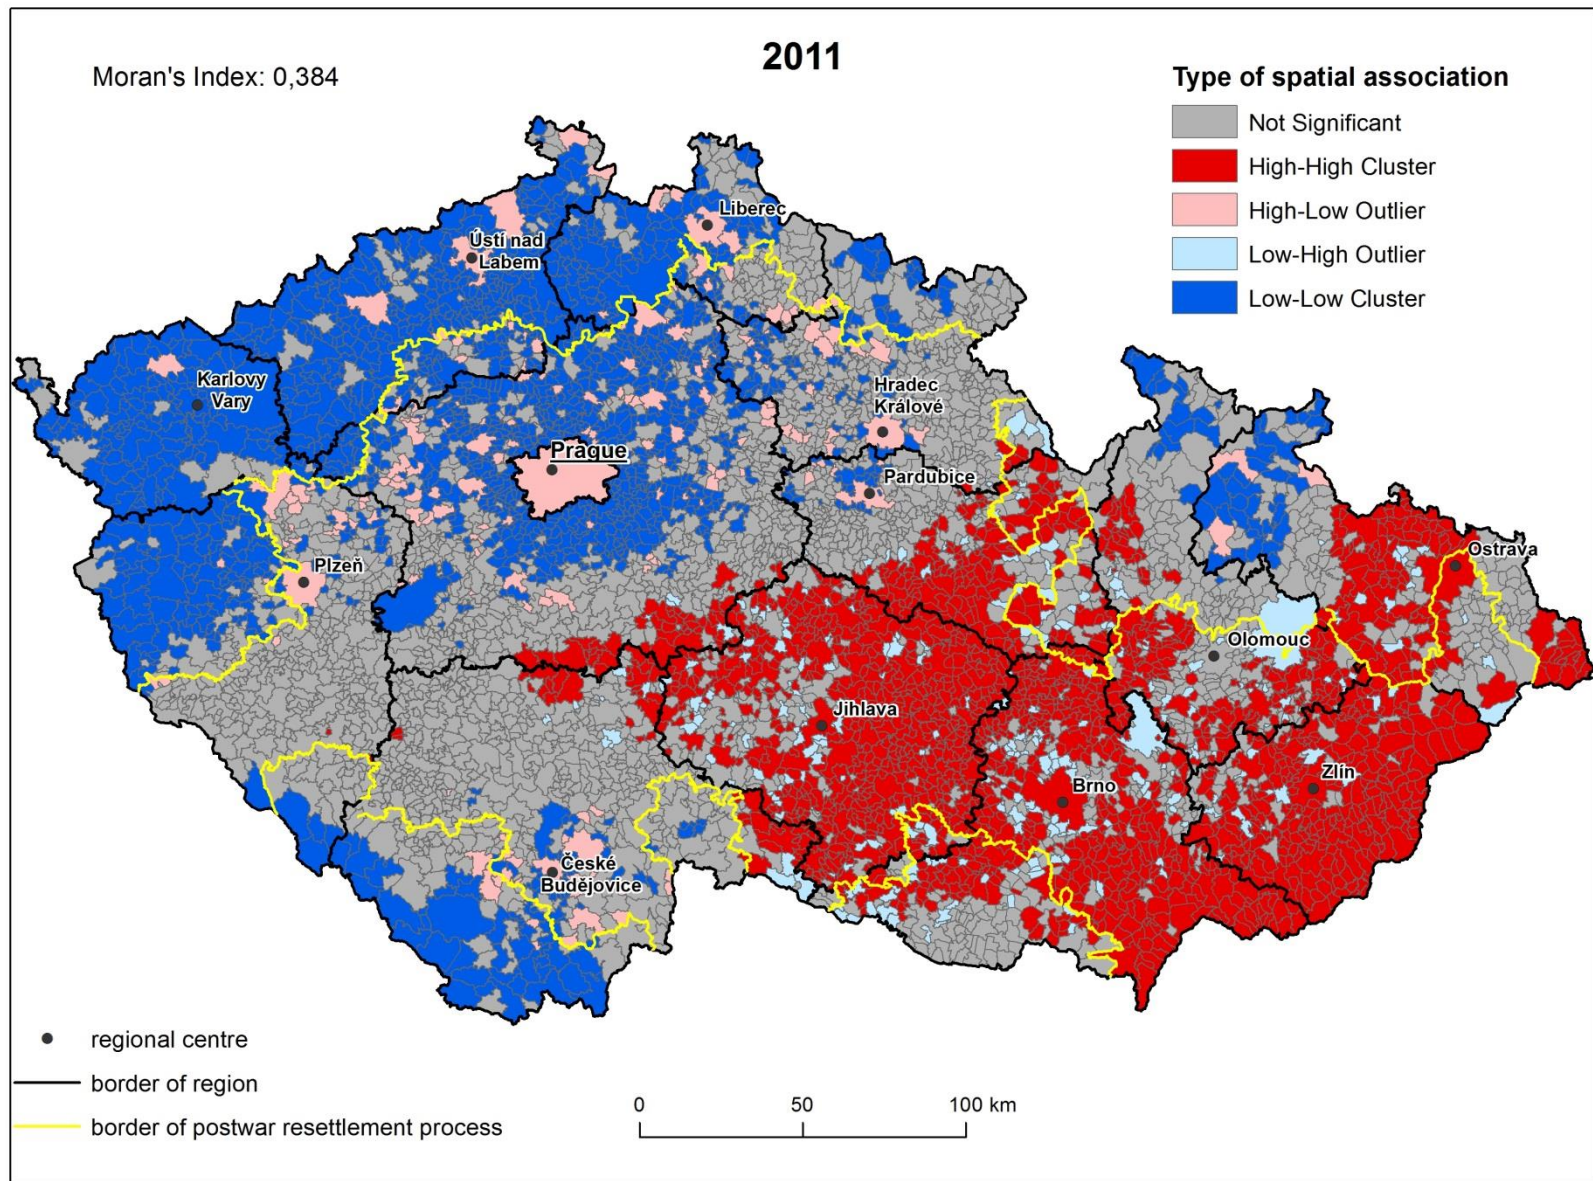 2011
Moran's Index: 0,384
Type of spatial association
Not Significant
High-High Cluster
High-Low Outlier
Low-High Outlier
Low-Low Cluster
Liberec
Ústí nad
Labem
Karlovy
Vary
Hradec
Králové
Prague
Pardubice
Plzeň
Ostrava
Olomouc
Jihlava
Zlín
Brno
České
Budějovice
regional centre
border of region
border of postwar resettlement process
0 50 100 km